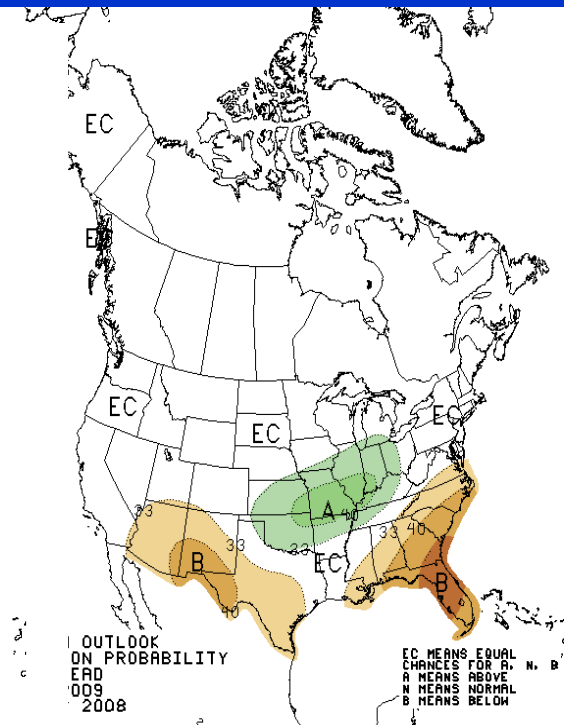 EC
EC
EC
EC
EC
A
40
33
33
33
33
40
EC
B
B
40
OUTLOOK
ON PROBABILITY
EAD
009
2008
EC MEANS EQUAL
CHANCES FOR A, N, B
A MEANS ABOVE
N MEANS NORMAL
B MEANS BELOW